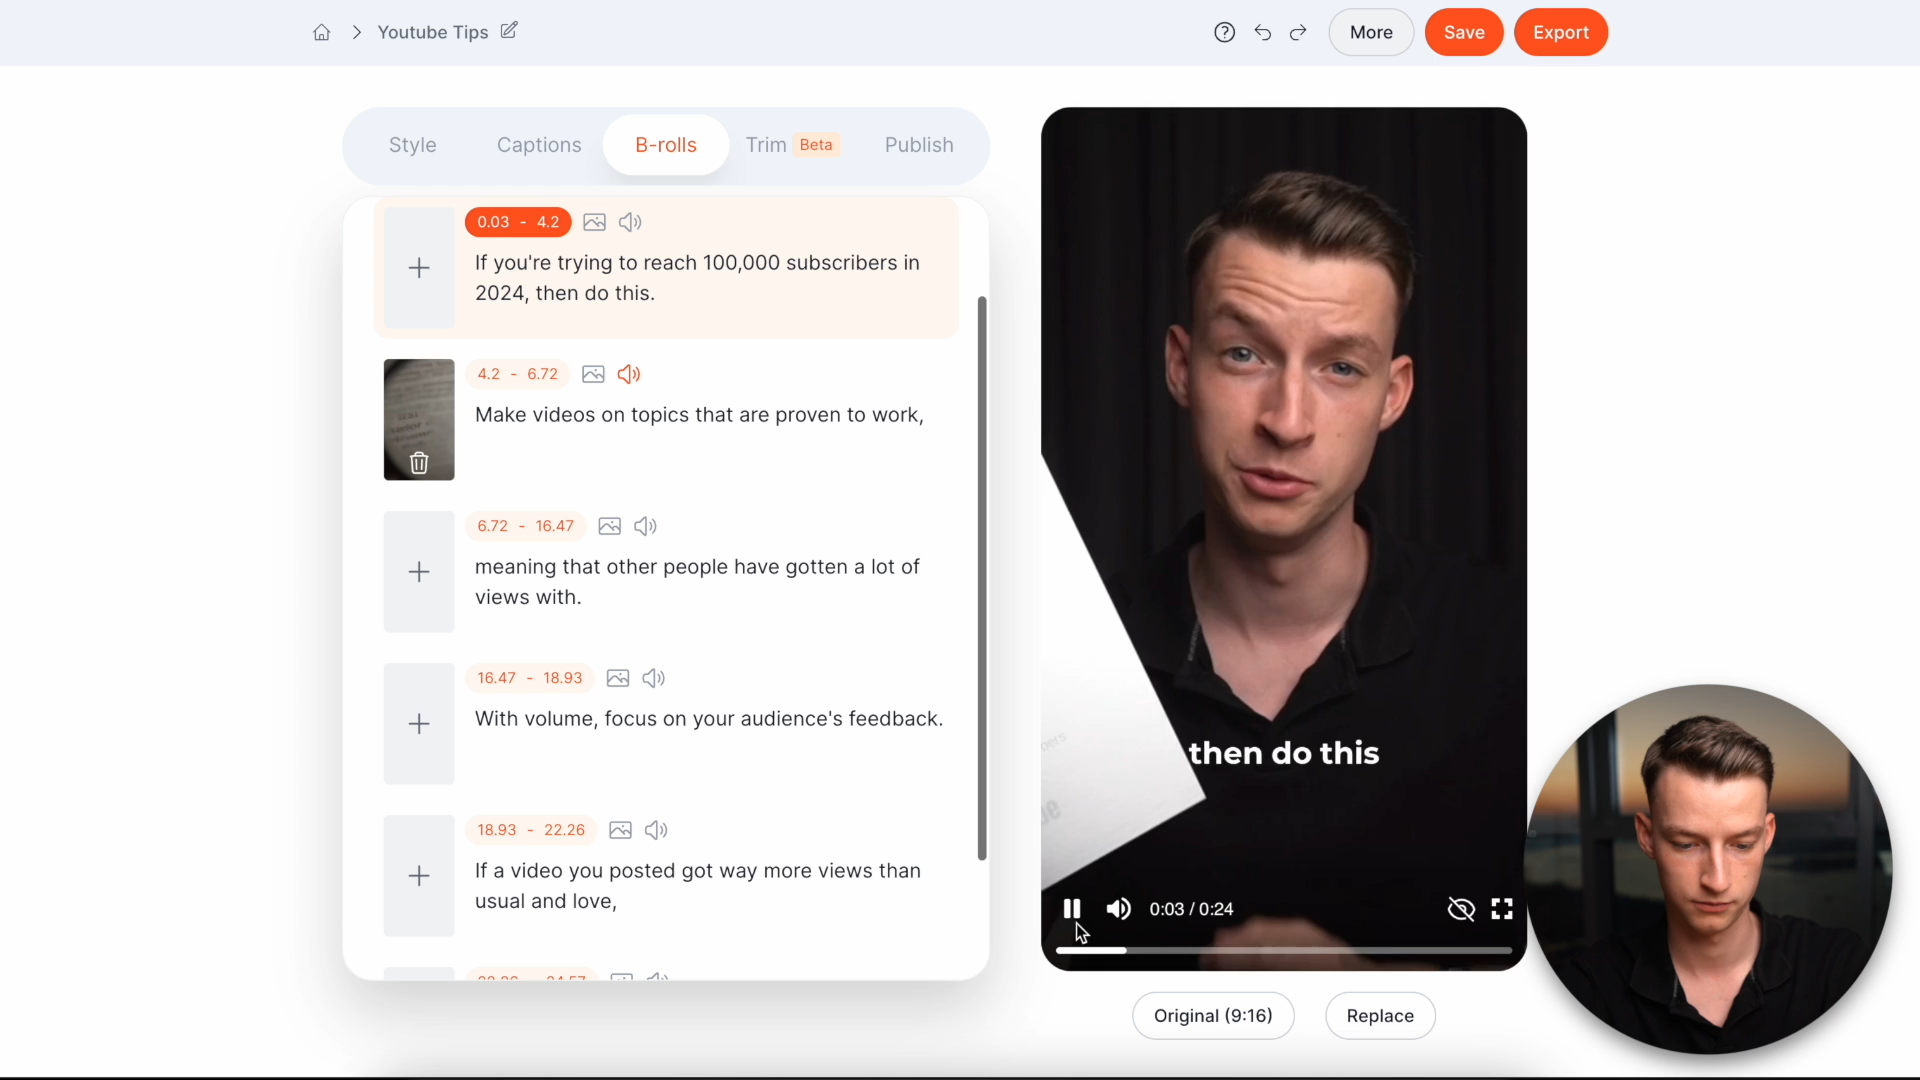 Youtube Tips
More
Save
Export
Style
Captions
B-rolls
Trim
Beta
Publish
0.03 - 4.2
If you're trying to reach 100,000 subscribers in
2024, then do this.
4.2 - 6.72
Make videos on topics that are proven to work,
6.72 - 16.47
meaning that other people have gotten a lot of
views with.
16.47 - 18.93
With volume, focus on your audience's feedback.
18.93 - 22.26
If a video you posted got way more views than
usual and love,
then do this
0:03 / 0:24
Original (9:16)
Replace